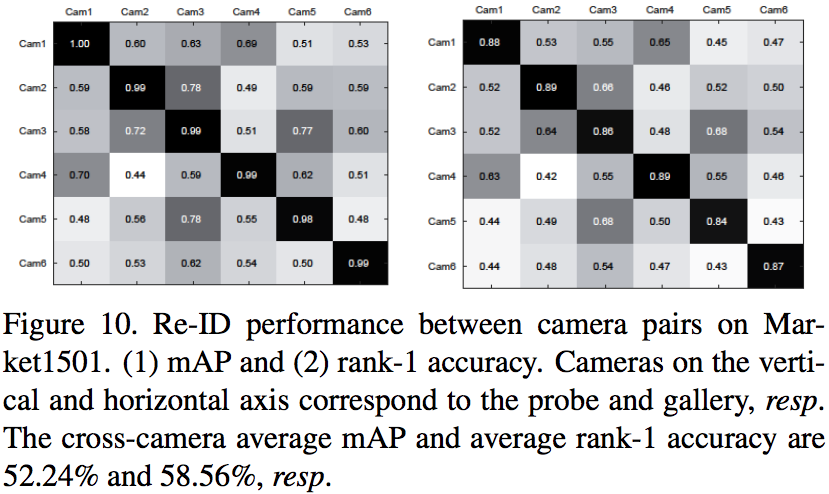 Cam1 Cam2 Cam3 Cam4 Cam5 Cam6
Cam1 1.00 0.60 0.63 0.69 0.51 0.53
Cam2 0.59 0.99 0.78 0.49 0.59 0.59
Cam3 0.58 0.72 0.99 0.51 0.77 0.60
Cam4 0.70 0.44 0.59 0.99 0.62 0.51
Cam5 0.48 0.56 0.78 0.55 0.98 0.48
Cam6 0.50 0.53 0.62 0.54 0.50 0.99
Cam1 Cam2 Cam3 Cam4 Cam5 Cam6
Cam1 0.88 0.53 0.55 0.65 0.45 0.47
Cam2 0.52 0.89 0.66 0.46 0.52 0.50
Cam3 0.52 0.64 0.86 0.48 0.68 0.54
Cam4 0.63 0.42 0.55 0.89 0.55 0.46
Cam5 0.44 0.49 0.68 0.50 0.84 0.43
Cam6 0.44 0.48 0.54 0.47 0.43 0.87
Figure 10. Re-ID performance between camera pairs on Mar-
ket1501. (1) mAP and (2) rank-1 accuracy. Cameras on the verti-
cal and horizontal axis correspond to the probe and gallery, resp.
The cross-camera average mAP and average rank-1 accuracy are
52.24% and 58.56%, resp.